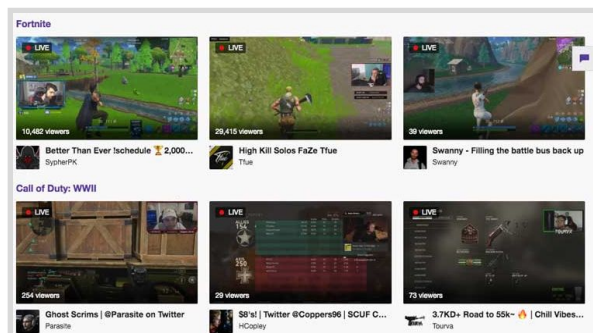 Fortnite
LIVE
LIVE
LIVE
10,482 viewers
29,415 viewers
39 viewers
Better Than Ever !schedule 🏆2,000...
SypherPK
High Kill Solos FaZe Tfue
Tfue
Swanny - Filling the battle bus back up
Swanny
Call of Duty: WWII
LIVE
LIVE
LIVE
254 viewers
29 viewers
73 viewers
Ghost Scrims | @Parasite on Twitter
Parasite
$8's! | Twitter @Coppers96 | SCUF C...
HCopley
3.7KD+ Road to 55k~ 🔥 | Chill Vibes...
Tourva